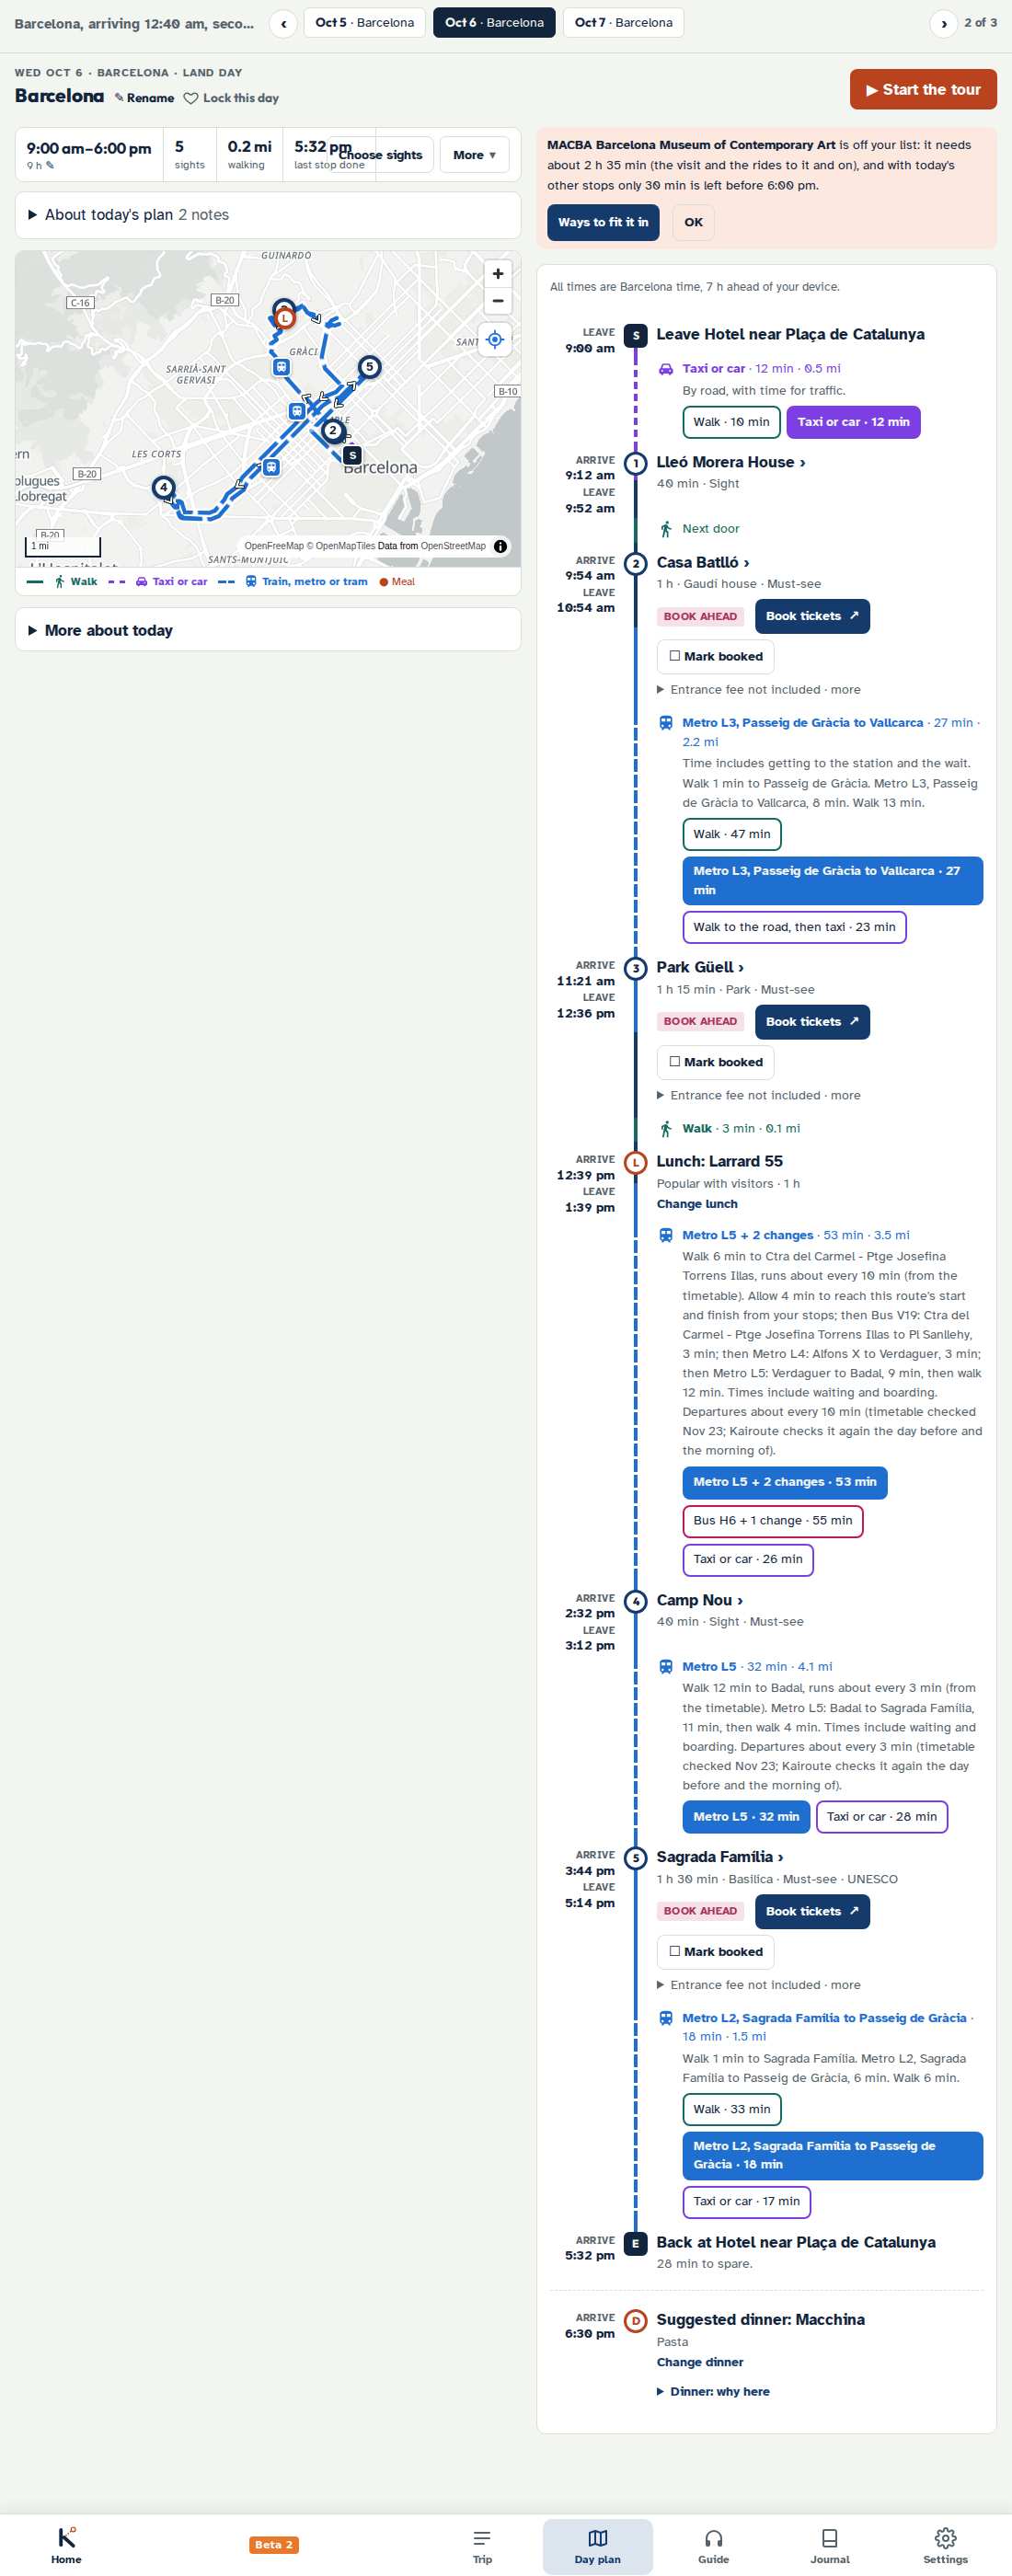 Barcelona, arriving 12:40 am, seco...
‹
Oct 5 · Barcelona
Oct 6 · Barcelona
Oct 7 · Barcelona
›
2 of 3
WED OCT 6 · BARCELONA · LAND DAY
Barcelona
✎ Rename
Lock this day
▶ Start the tour
9:00 am–6:00 pm
9 h ✎
5
sights
0.2 mi
walking
5:32 pm
last stop done
Choose sights
More ▾
▶ About today's plan 2 notes
GUINARDÓ
C-16
B-20
GRÀCI
SANT
SARRIÀ-SANT
GERVASI
B-10
5
2
S
L
4
LES CORTS
B-20
Barcelona
ern
plugues
Llobregat
B-20
1 mi
SANTS-MONTJUÏC
+
−
OpenFreeMap © OpenMapTiles Data from OpenStreetMap
Walk
Taxi or car
Train, metro or tram
Meal
▶ More about today
MACBA Barcelona Museum of Contemporary Art is off your list: it needs
about 2 h 35 min (the visit and the rides to it and on), and with today's
other stops only 30 min is left before 6:00 pm.
Ways to fit it in
OK
All times are Barcelona time, 7 h ahead of your device.
LEAVE
9:00 am
S
Leave Hotel near Plaça de Catalunya
Taxi or car · 12 min · 0.5 mi
By road, with time for traffic.
Walk · 10 min
Taxi or car · 12 min
ARRIVE
9:12 am
LEAVE
9:52 am
1
Lleó Morera House ›
40 min · Sight
Next door
ARRIVE
9:54 am
LEAVE
10:54 am
2
Casa Batlló ›
1 h · Gaudí house · Must-see
BOOK AHEAD
Book tickets ↗
☐ Mark booked
▶ Entrance fee not included · more
Metro L3, Passeig de Gràcia to Vallcarca · 27 min ·
2.2 mi
Time includes getting to the station and the wait.
Walk 1 min to Passeig de Gràcia. Metro L3, Passeig
de Gràcia to Vallcarca, 8 min. Walk 13 min.
Walk · 47 min
Metro L3, Passeig de Gràcia to Vallcarca · 27
min
Walk to the road, then taxi · 23 min
ARRIVE
11:21 am
LEAVE
12:36 pm
3
Park Güell ›
1 h 15 min · Park · Must-see
BOOK AHEAD
Book tickets ↗
☐ Mark booked
▶ Entrance fee not included · more
Walk · 3 min · 0.1 mi
ARRIVE
12:39 pm
LEAVE
1:39 pm
L
Lunch: Larrard 55
Popular with visitors · 1 h
Change lunch
Metro L5 + 2 changes · 53 min · 3.5 mi
Walk 6 min to Ctra del Carmel - Ptge Josefina
Torrens Illas, runs about every 10 min (from the
timetable). Allow 4 min to reach this route's start
and finish from your stops; then Bus V19: Ctra del
Carmel - Ptge Josefina Torrens Illas to Pl Sanllehy,
3 min; then Metro L4: Alfons X to Verdaguer, 3 min;
then Metro L5: Verdaguer to Badal, 9 min, then walk
12 min. Times include waiting and boarding.
Departures about every 10 min (timetable checked
Nov 23; Kairoute checks it again the day before and
the morning of).
Metro L5 + 2 changes · 53 min
Bus H6 + 1 change · 55 min
Taxi or car · 26 min
ARRIVE
2:32 pm
LEAVE
3:12 pm
4
Camp Nou ›
40 min · Sight · Must-see
Metro L5 · 32 min · 4.1 mi
Walk 12 min to Badal, runs about every 3 min (from
the timetable). Metro L5: Badal to Sagrada Família,
11 min, then walk 4 min. Times include waiting and
boarding. Departures about every 3 min (timetable
checked Nov 23; Kairoute checks it again the day
before and the morning of).
Metro L5 · 32 min
Taxi or car · 28 min
ARRIVE
3:44 pm
LEAVE
5:14 pm
5
Sagrada Família ›
1 h 30 min · Basilica · Must-see · UNESCO
BOOK AHEAD
Book tickets ↗
☐ Mark booked
▶ Entrance fee not included · more
Metro L2, Sagrada Família to Passeig de Gràcia ·
18 min · 1.5 mi
Walk 1 min to Sagrada Família. Metro L2, Sagrada
Família to Passeig de Gràcia, 6 min. Walk 6 min.
Walk · 33 min
Metro L2, Sagrada Família to Passeig de
Gràcia · 18 min
Taxi or car · 17 min
ARRIVE
5:32 pm
E
Back at Hotel near Plaça de Catalunya
28 min to spare.
ARRIVE
6:30 pm
D
Suggested dinner: Macchina
Pasta
Change dinner
▶ Dinner: why here
Home
Beta 2
Trip
Day plan
Guide
Journal
Settings